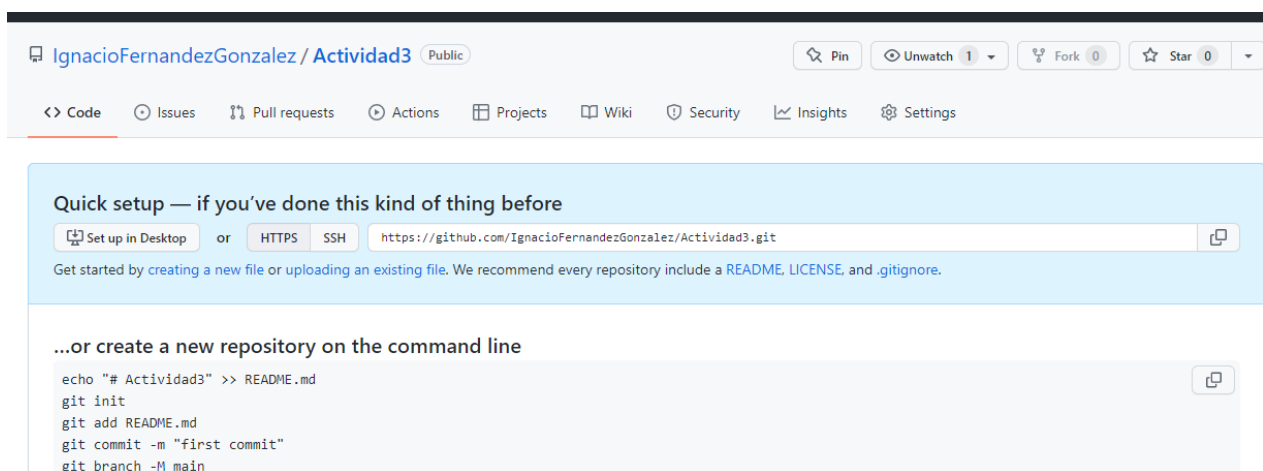 IgnacioFernandezGonzalez / Actividad3 Public Pin Unwatch 1 Fork 0 Star 0
<> Code Issues Pull requests Actions Projects Wiki Security Insights Settings
Quick setup — if you've done this kind of thing before
Set up in Desktop or HTTPS SSH https://github.com/IgnacioFernandezGonzalez/Actividad3.git
Get started by creating a new file or uploading an existing file. We recommend every repository include a README, LICENSE, and .gitignore.
...or create a new repository on the command line
echo "# Actividad3" >> README.md
git init
git add README.md
git commit -m "first commit"
git branch -M main